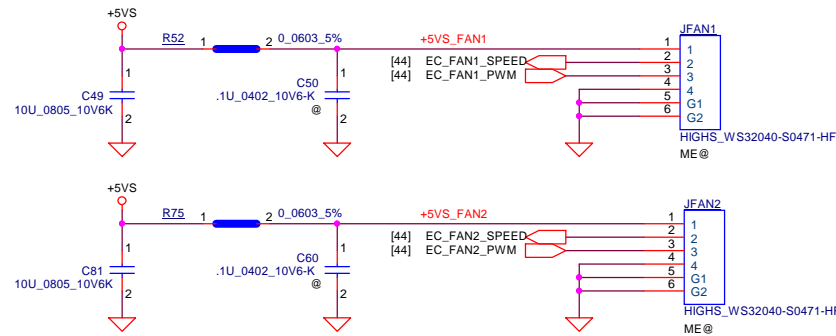 +5VS
R52 1 2 0_0603_5% +5VS_FAN1
[44] EC_FAN1_SPEED
[44] EC_FAN1_PWM
JFAN1
1 1
2 2
3 3
4 4
5 G1
6 G2
HIGHS_WS32040-S0471-HF
ME@
1
C49
10U_0805_10V6K
2
1
C50
.1U_0402_10V6-K
@
2
+5VS
R75 1 2 0_0603_5% +5VS_FAN2
[44] EC_FAN2_SPEED
[44] EC_FAN2_PWM
JFAN2
1 1
2 2
3 3
4 4
5 G1
6 G2
HIGHS_WS32040-S0471-HF
ME@
1
C81
10U_0805_10V6K
2
1
C60
.1U_0402_10V6-K
@
2